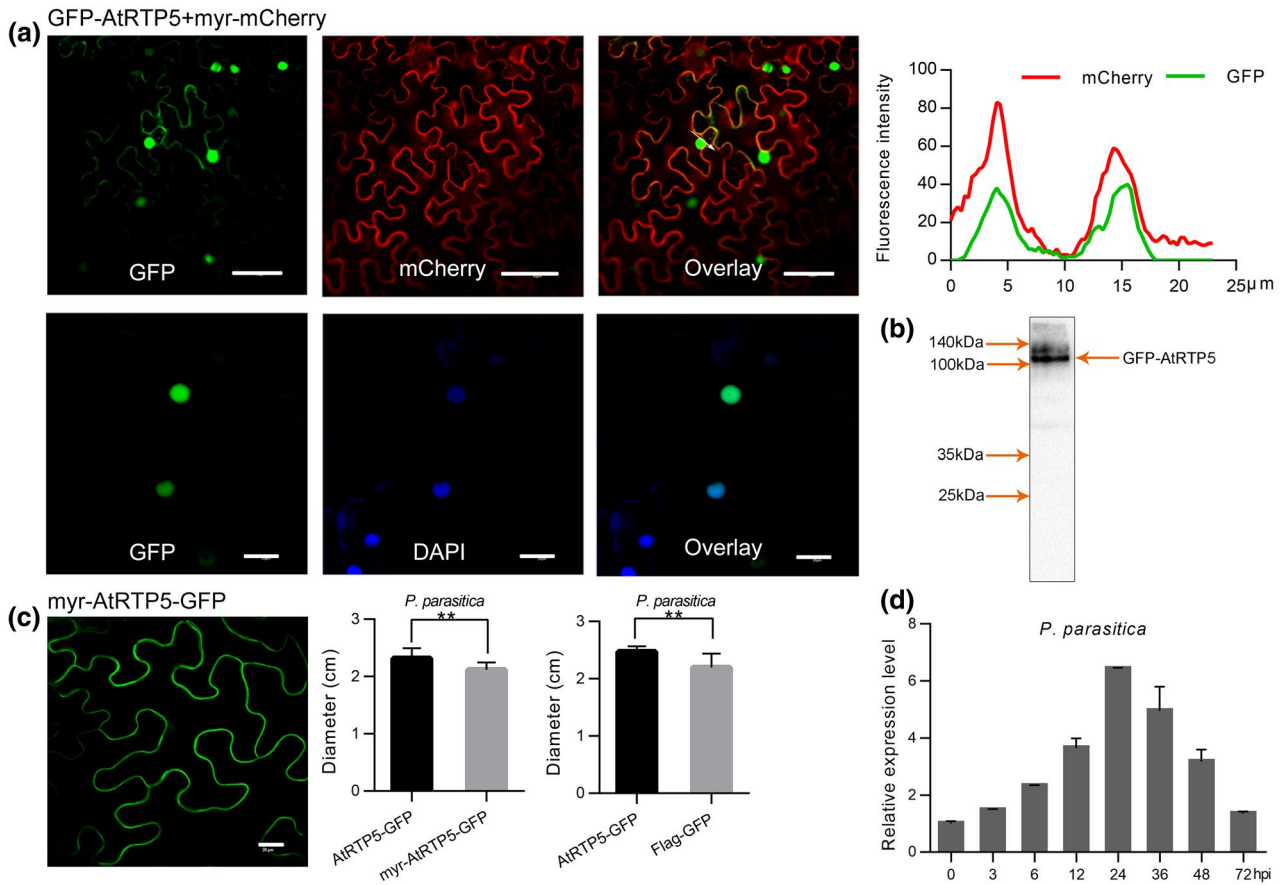 (a)
GFP-AtRTP5+myr-mCherry
GFP
mCherry
Overlay
mCherry
GFP
Fluorescence intensity
100
80
60
40
20
0
0 5 10 15 20 25μm
GFP
DAPI
Overlay
(b)
140kDa
100kDa
GFP-AtRTP5
35kDa
25kDa
(c)
myr-AtRTP5-GFP
20 μm
P. parasitica
**
Diameter (cm)
3
2
1
0
AtRTP5-GFP
myr-AtRTP5-GFP
P. parasitica
**
Diameter (cm)
3
2
1
0
AtRTP5-GFP
Flag-GFP
(d)
P. parasitica
Relative expression level
8
6
4
2
0
0 3 6 12 24 36 48 72hpi